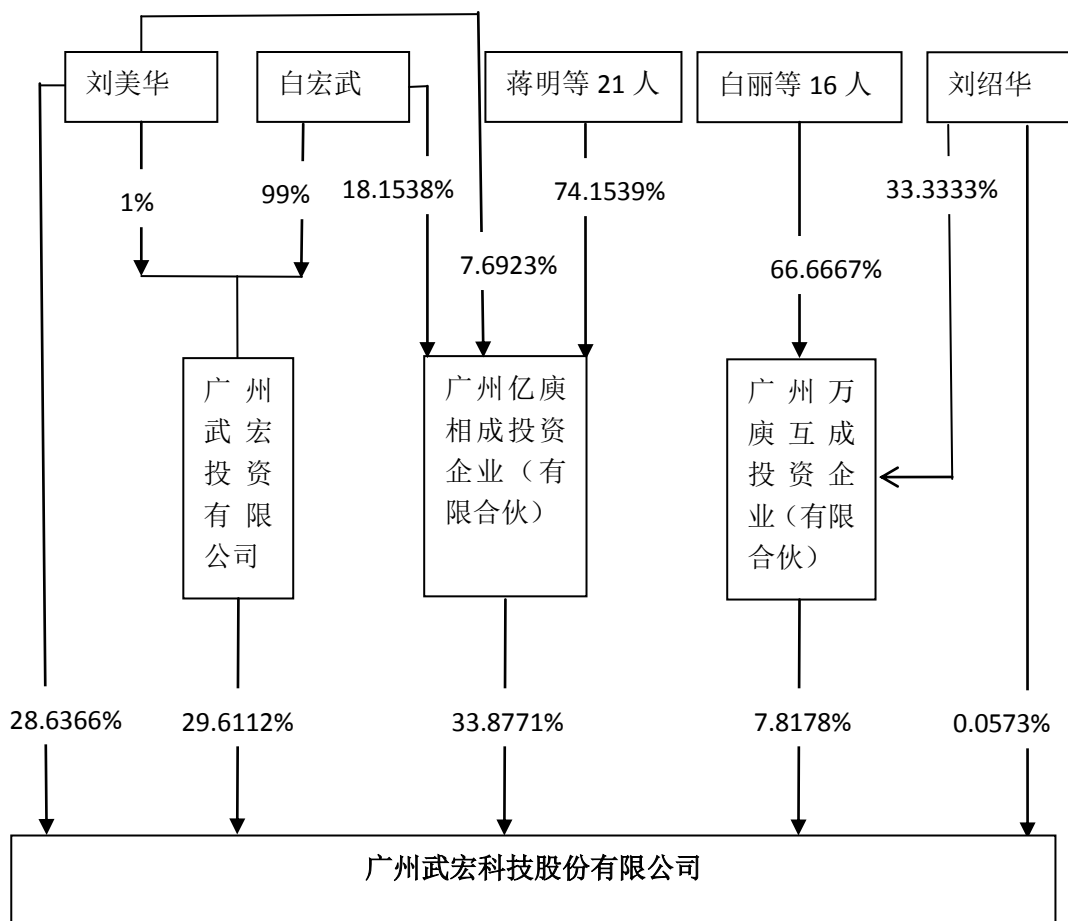 刘美华
白宏武
蒋明等 21 人
白丽等 16 人
刘绍华
1%
99%
18.1538%
74.1539%
33.3333%
7.6923%
66.6667%
广州
武宏
投资
有限
公司
广州亿庾
相成投资
企业（有
限合伙）
广州万
庾互成
投资企
业（有限
合伙）
28.6366%
29.6112%
33.8771%
7.8178%
0.0573%
广州武宏科技股份有限公司